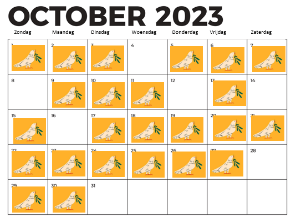 OCTOBER 2023
Zondag Maandag Dinsdag Woensdag Donderdag Vrijdag Zaterdag
1 2 3 4 5 6 7
8 9 10 11 12 13 14
15 16 17 18 19 20 21
22 23 24 25 26 27 28
29 30 31